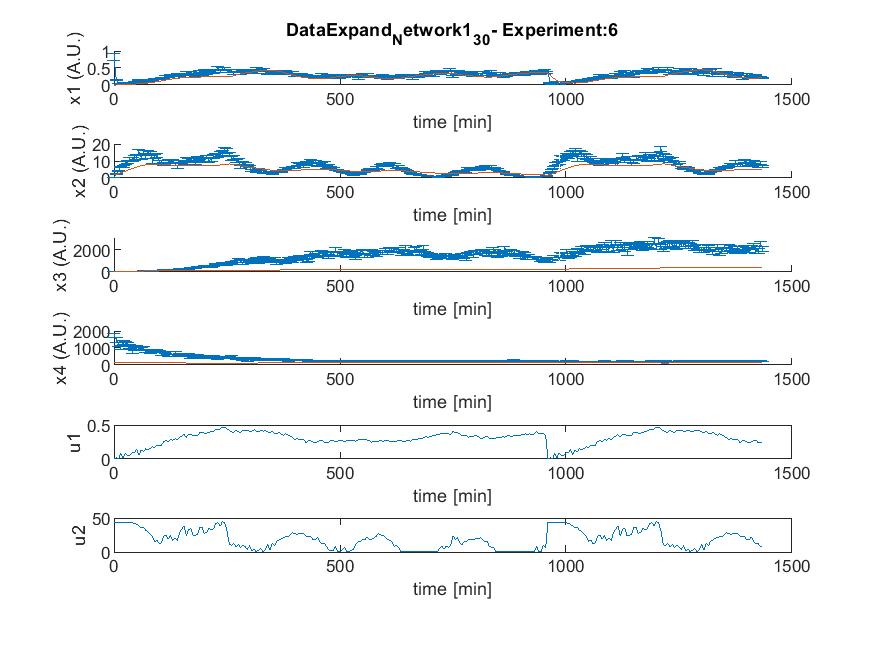 DataExpand_Network1_30- Experiment:6
x1 (A.U.)
1
0.5
0
0 500 1000 1500
time [min]
x2 (A.U.)
20
10
0
0 500 1000 1500
time [min]
x3 (A.U.)
2000
0
0 500 1000 1500
time [min]
x4 (A.U.)
2000
1000
0
0 500 1000 1500
time [min]
u1
0.5
0
0 500 1000 1500
time [min]
u2
50
0
0 500 1000 1500
time [min]